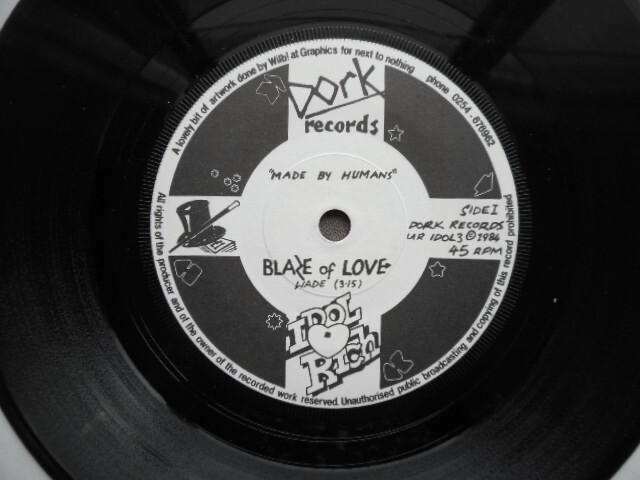 A lovely bit of artwork done by Wilb! at Graphics for next to nothing phone 0254-676962
Dork
records
"MADE BY HUMANS"
SIDE I
DORK RECORDS
UR IDOL3 © 1984
45 RPM
BLAZE of LOVE
WADE (3·15)
IDOL
RICH
All rights of the producer and of the owner of the recorded work reserved. Unauthorised public broadcasting and copying of this record prohibited